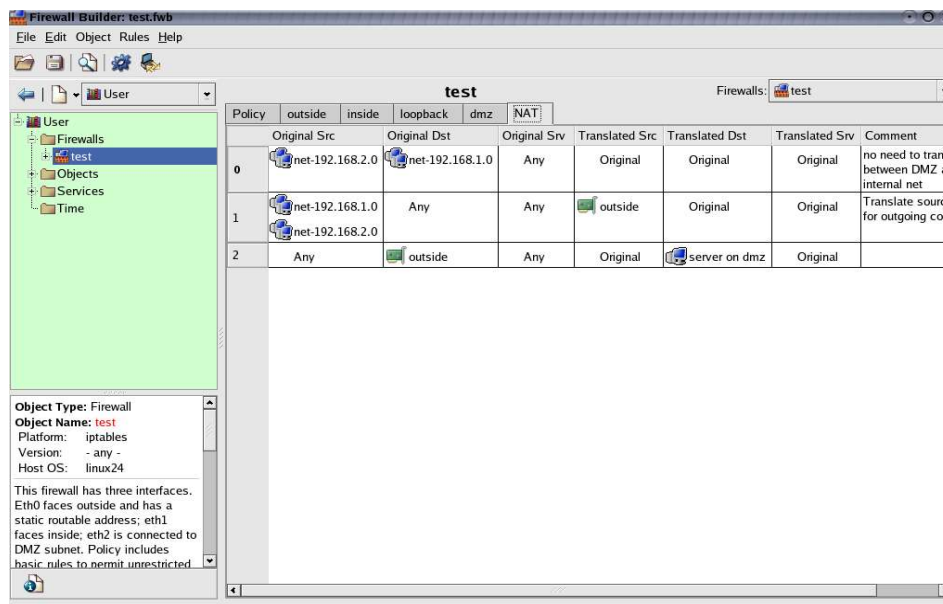 Firewall Builder: test.fwb
File Edit Object Rules Help
User
test
Firewalls: test
User
Firewalls
test
Objects
Services
Time
Policy outside inside loopback dmz NAT
Original Src Original Dst Original Srv Translated Src Translated Dst Translated Srv Comment
0 net-192.168.2.0 net-192.168.1.0 Any Original Original Original no need to tran
between DMZ a
internal net
1 net-192.168.1.0 Any Any outside Original Original Translate sourc
net-192.168.2.0 for outgoing co
2 Any outside Any Original server on dmz Original
Object Type: Firewall
Object Name: test
Platform: iptables
Version: - any -
Host OS: linux24
This firewall has three interfaces.
Eth0 faces outside and has a
static routable address; eth1
faces inside; eth2 is connected to
DMZ subnet. Policy includes
basic rules to permit unrestricted